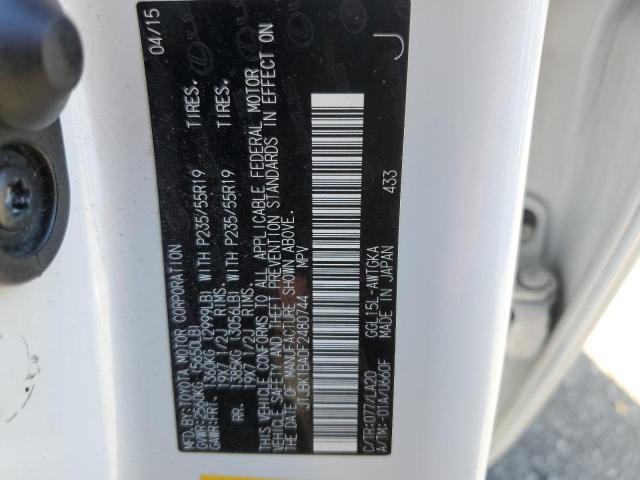 MFD.BY:TOYOTA MOTOR CORPORATION 04/15
GVWR:2560KG (5650LB)
GAWR:FRT. 1360KG (2999LB) WITH P235/55R19 TIRES.
19X7 1/2J RIMS.
RR. 1385KG (3056LB) WITH P235/55R19 TIRES.
19X7 1/2J RIMS.
THIS VEHICLE CONFORMS TO ALL APPLICABLE FEDERAL MOTOR
VEHICLE SAFETY AND THEFT PREVENTION STANDARDS IN EFFECT ON
THE DATE OF MANUFACTURE SHOWN ABOVE.
JTJBK1BA0F2480744 MPV
J
GGL15L-AWTGKA
C/TR:077/LA20 MADE IN JAPAN 433
A/TM:-01A/U660F